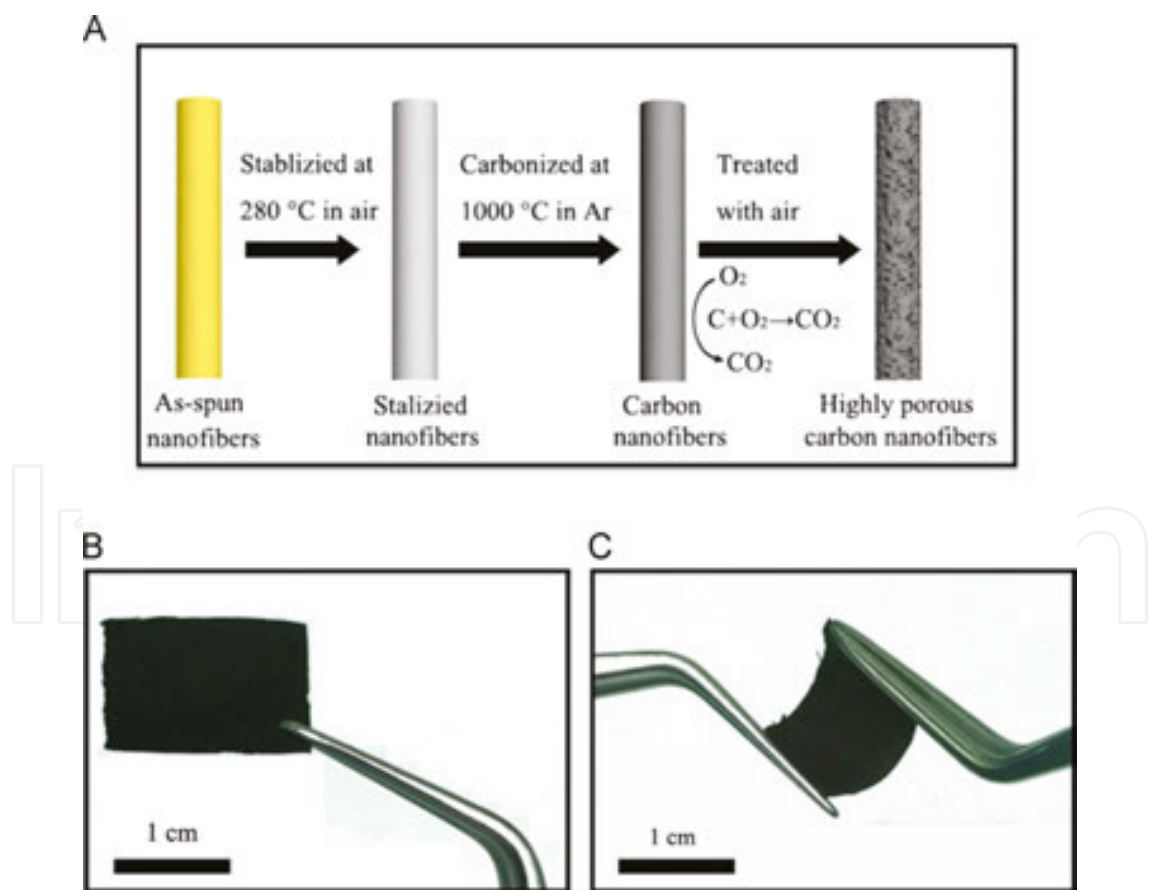 A
Stablizied at
280 °C in air
Carbonized at
1000 °C in Ar
Treated
with air
O₂
C+O₂→CO₂
CO₂
As-spun
nanofibers
Stalizied
nanofibers
Carbon
nanofibers
Highly porous
carbon nanofibers
B
1 cm
C
1 cm